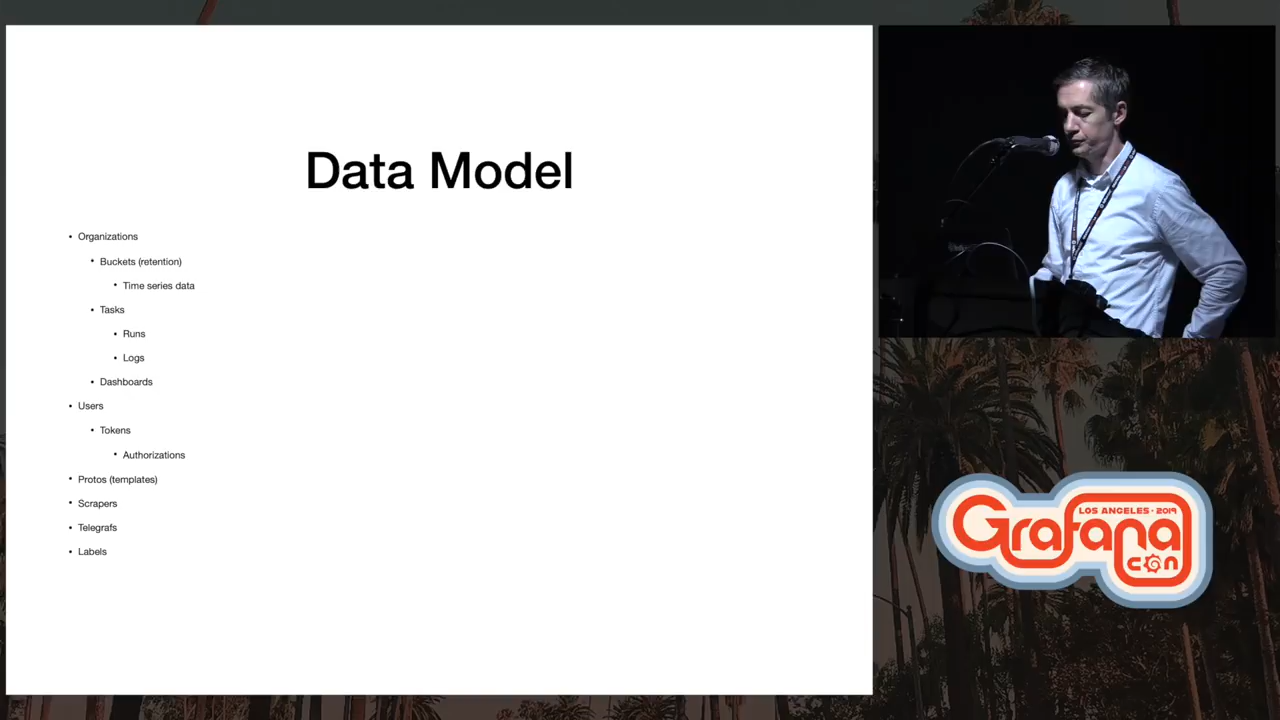 Data Model
• Organizations
• Buckets (retention)
• Time series data
• Tasks
• Runs
• Logs
• Dashboards
• Users
• Tokens
• Authorizations
• Protos (templates)
• Scrapers
• Telegrafs
• Labels
LOS ANGELES · 2019
Grafana
con